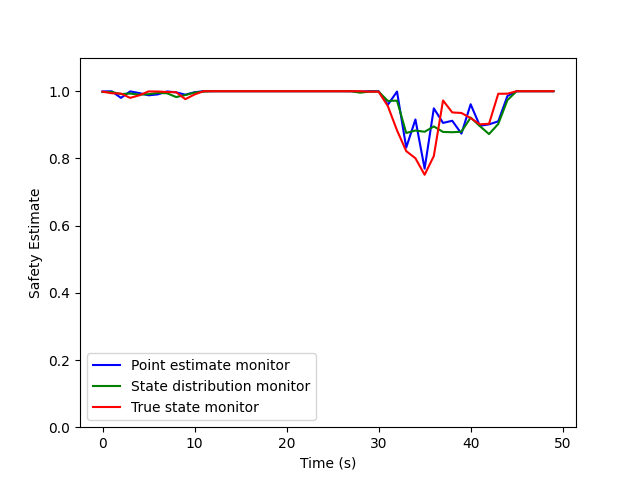 1.0
0.8
0.6
0.4
0.2
0.0
Safety Estimate
Point estimate monitor
State distribution monitor
True state monitor
0 10 20 30 40 50
Time (s)